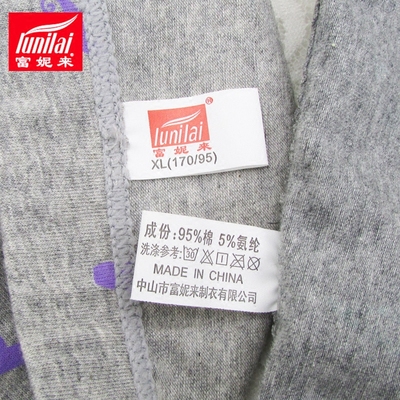 funilai
富妮来
funilai
®
富妮来
XL(170/95)
成份:95%棉 5%氨纶
洗涤参考:30
MADE IN CHINA
中山市富妮来制衣有限公司